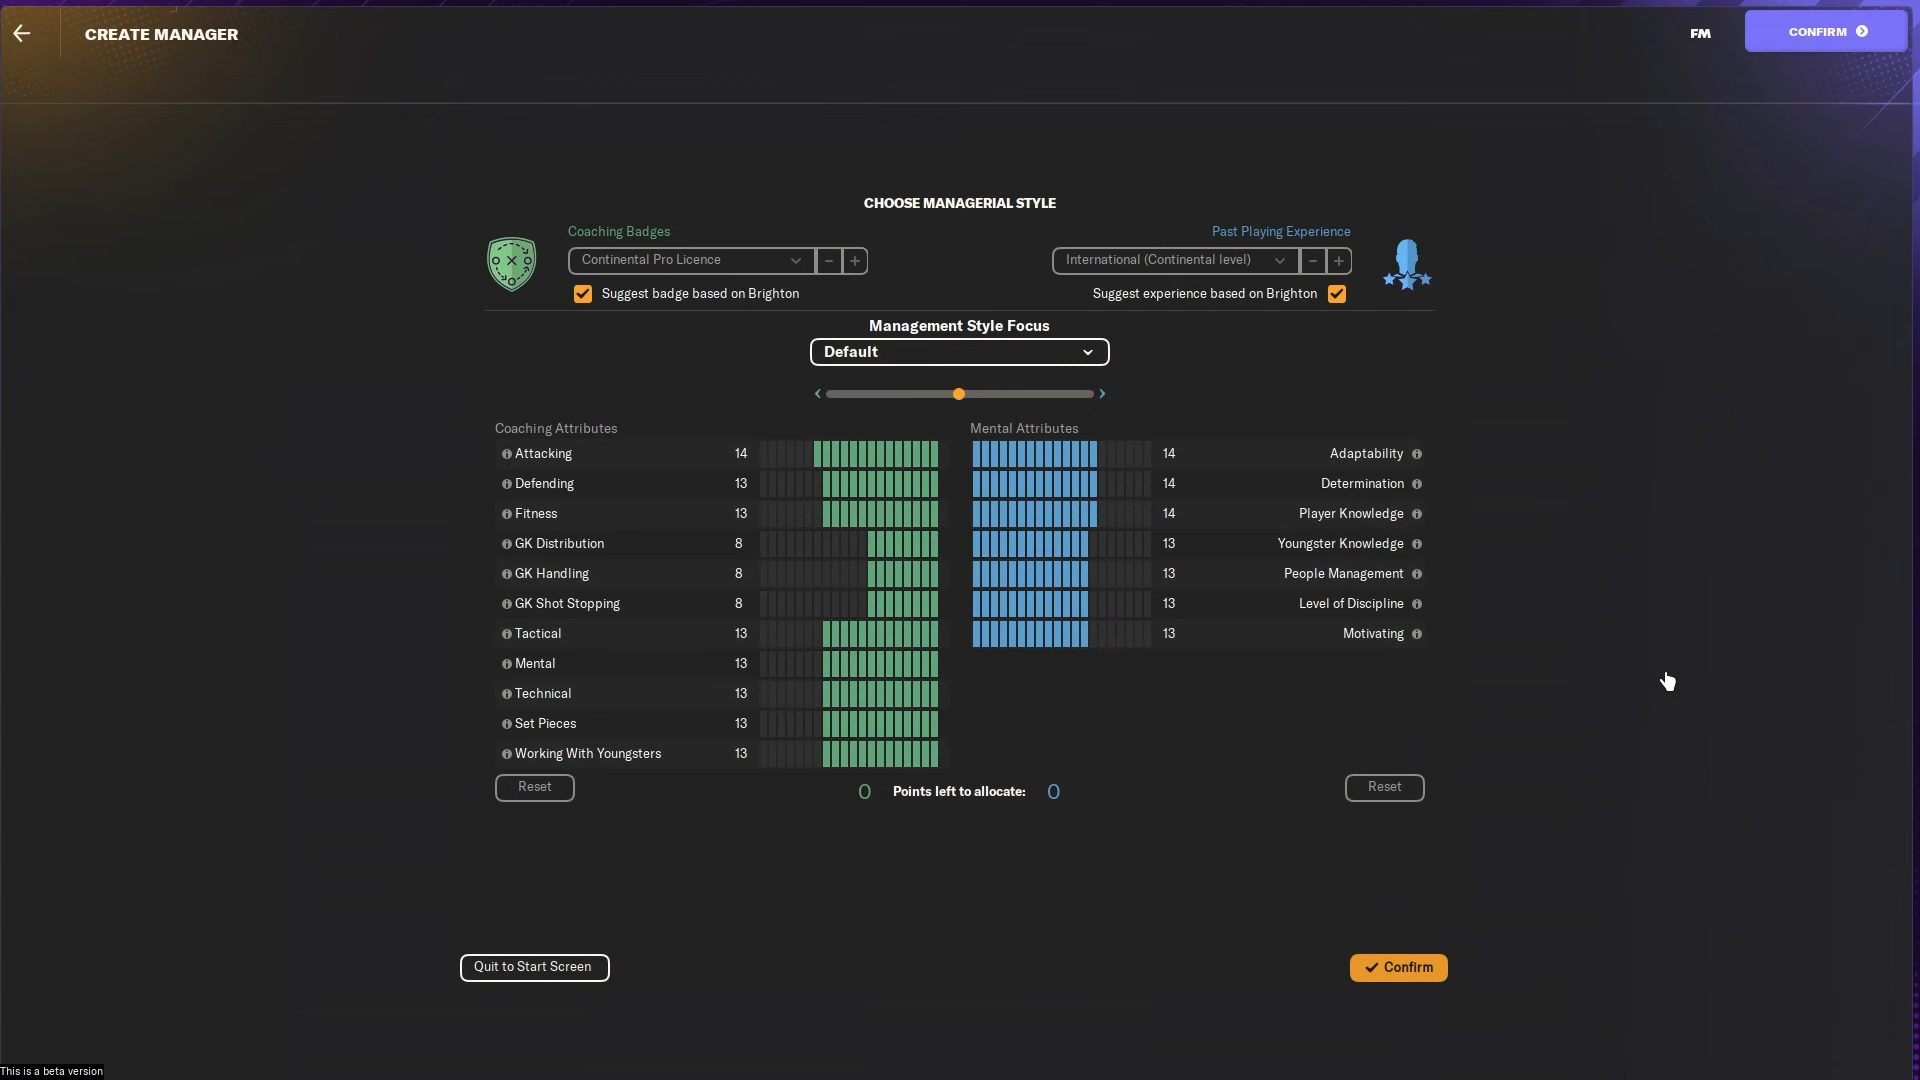 CREATE MANAGER
FM
CONFIRM
CHOOSE MANAGERIAL STYLE
Coaching Badges
Past Playing Experience
Continental Pro Licence
International (Continental level)
Suggest badge based on Brighton
Suggest experience based on Brighton
Management Style Focus
Default
Coaching Attributes
Mental Attributes
Attacking 14
14 Adaptability
Defending 13
14 Determination
Fitness 13
14 Player Knowledge
GK Distribution 8
13 Youngster Knowledge
GK Handling 8
13 People Management
GK Shot Stopping 8
13 Level of Discipline
Tactical 13
13 Motivating
Mental 13
Technical 13
Set Pieces 13
Working With Youngsters 13
Reset
0 Points left to allocate: 0
Reset
Quit to Start Screen
Confirm
This is a beta version